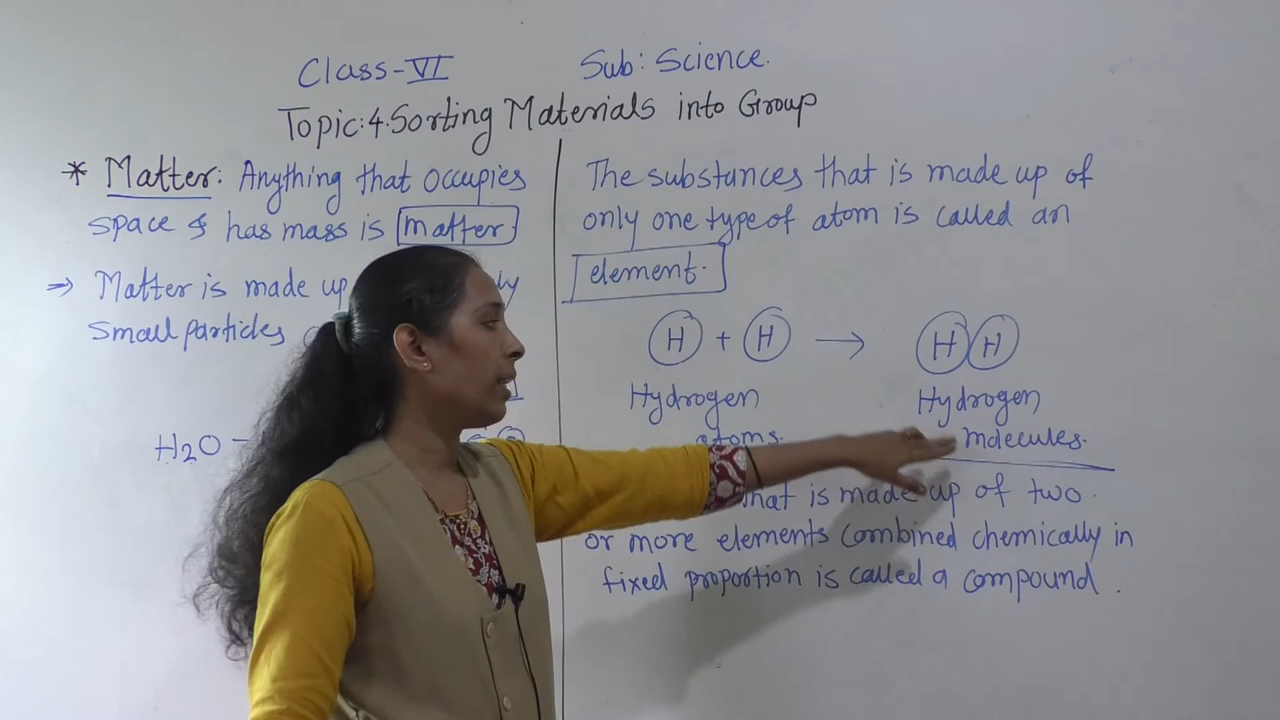 Class-VI Sub: Science.
Topic:4.Sorting Materials into Group
* Matter: Anything that occupies
space & has mass is matter
⇒ Matter is made up
small particles
H2O -
The substances that is made up of
only one type of atom is called an
element.
H + H → H H
Hydrogen atoms.
Hydrogen molecules.
that is made up of two
or more elements combined chemically in
fixed proportion is called a compound.